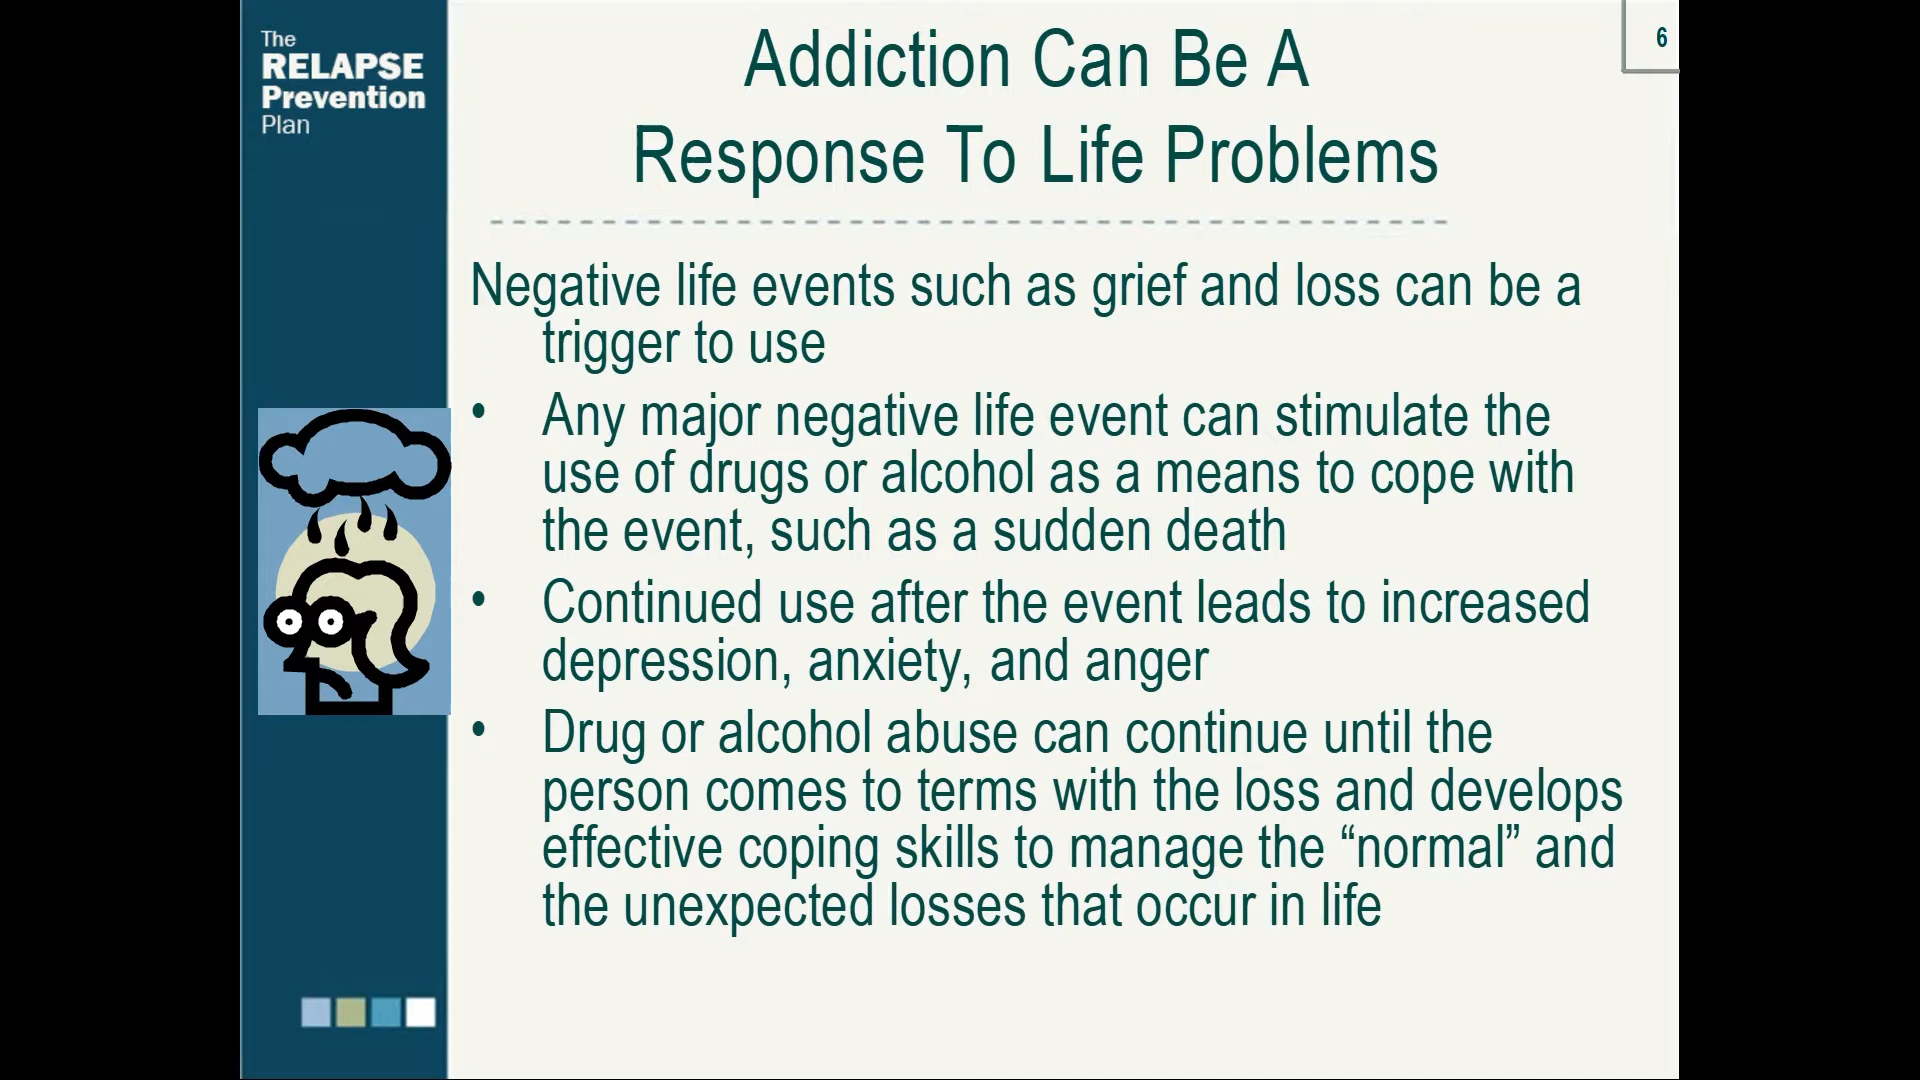 The
RELAPSE
Prevention
Plan
6
Addiction Can Be A
Response To Life Problems
Negative life events such as grief and loss can be a
trigger to use
• Any major negative life event can stimulate the
use of drugs or alcohol as a means to cope with
the event, such as a sudden death
• Continued use after the event leads to increased
depression, anxiety, and anger
• Drug or alcohol abuse can continue until the
person comes to terms with the loss and develops
effective coping skills to manage the “normal” and
the unexpected losses that occur in life